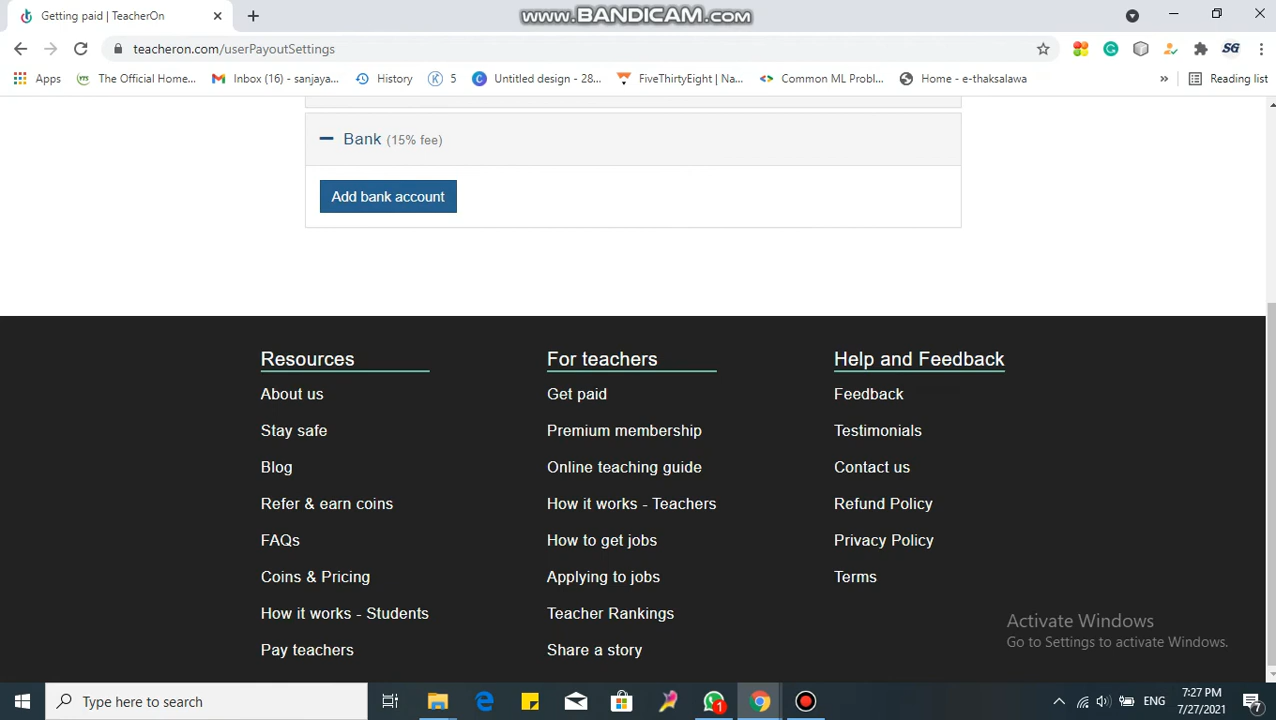 Getting paid | TeacherOn
www.BANDICAM.com
teacheron.com/userPayoutSettings
SG
Apps
The Official Home...
Inbox (16) - sanjaya...
History
5
Untitled design - 28...
FiveThirtyEight | Na...
Common ML Probl...
Home - e-thaksalawa
»
Reading list
Bank (15% fee)
Add bank account
Resources
About us
Stay safe
Blog
Refer & earn coins
FAQs
Coins & Pricing
How it works - Students
Pay teachers
For teachers
Get paid
Premium membership
Online teaching guide
How it works - Teachers
How to get jobs
Applying to jobs
Teacher Rankings
Share a story
Help and Feedback
Feedback
Testimonials
Contact us
Refund Policy
Privacy Policy
Terms
Activate Windows
Go to Settings to activate Windows.
Type here to search
1
ENG
7:27 PM
7/27/2021
7